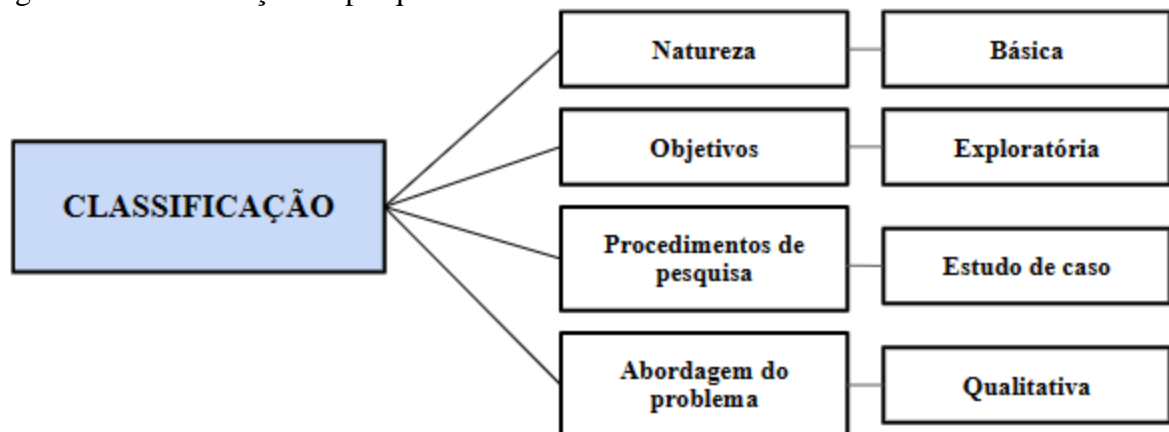 Natureza
Básica
Objetivos
Exploratória
CLASSIFICAÇÃO
Procedimentos de
pesquisa
Estudo de caso
Abordagem do
problema
Qualitativa